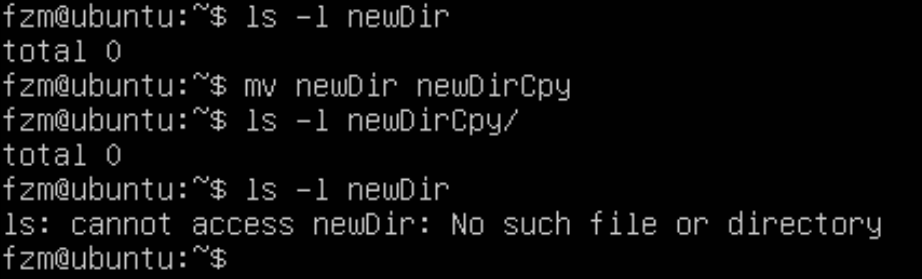 fzm@ubuntu:~$ ls -l newDir
total 0
fzm@ubuntu:~$ mv newDir newDirCpy
fzm@ubuntu:~$ ls -l newDirCpy/
total 0
fzm@ubuntu:~$ ls -l newDir
ls: cannot access newDir: No such file or directory
fzm@ubuntu:~$